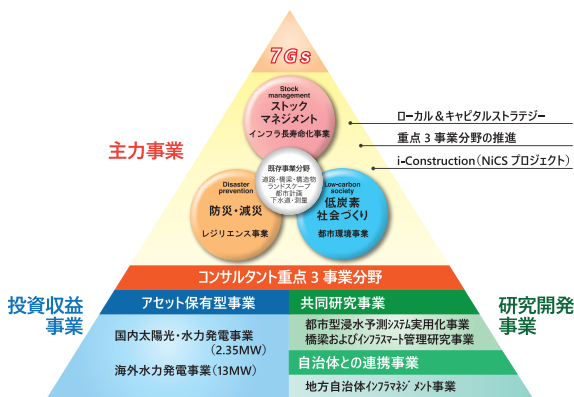 7Gs
Stock
management
ストック
マネジメント
インフラ長寿命化事業
主力事業
ローカル＆キャピタルストラテジー
重点3事業分野の推進
i-Construction（NiCSプロジェクト）
既存事業分野
道路・橋梁・構造物
ランドスケープ
都市計画
下水道・測量
Disaster
prevention
防災・減災
レジリエンス事業
Low-carbon
society
低炭素
社会づくり
都市環境事業
コンサルタント重点3事業分野
投資収益
事業
アセット保有型事業
国内太陽光・水力発電事業
（2.35MW）
海外水力発電事業（13MW）
共同研究事業
都市型浸水予測システム実用化事業
橋梁およびインフラスマート管理研究事業
自治体との連携事業
地方自治体インフラマネジメント事業
研究開発
事業